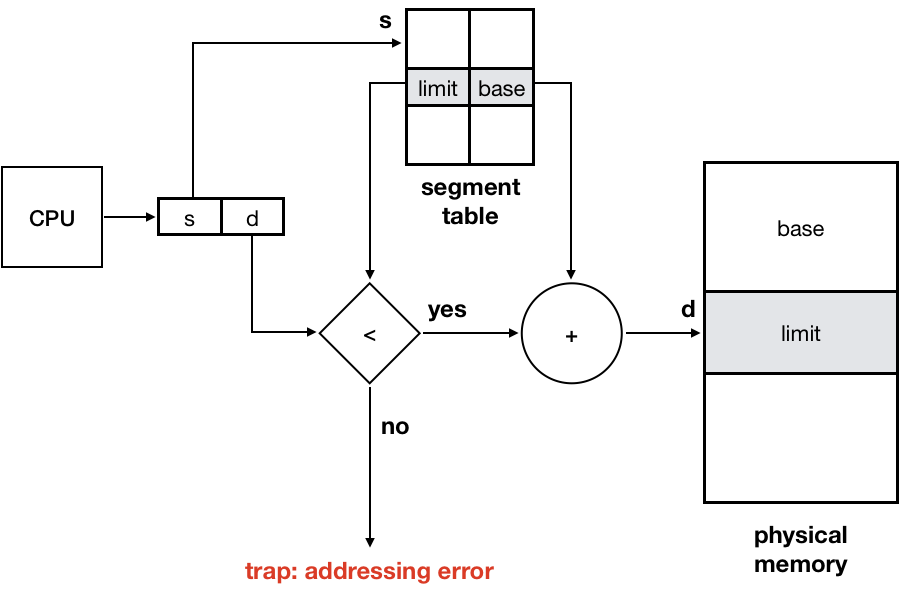 s
limit
base
segment
table
CPU
s
d
base
<
yes
+
d
limit
no
physical
memory
trap: addressing error